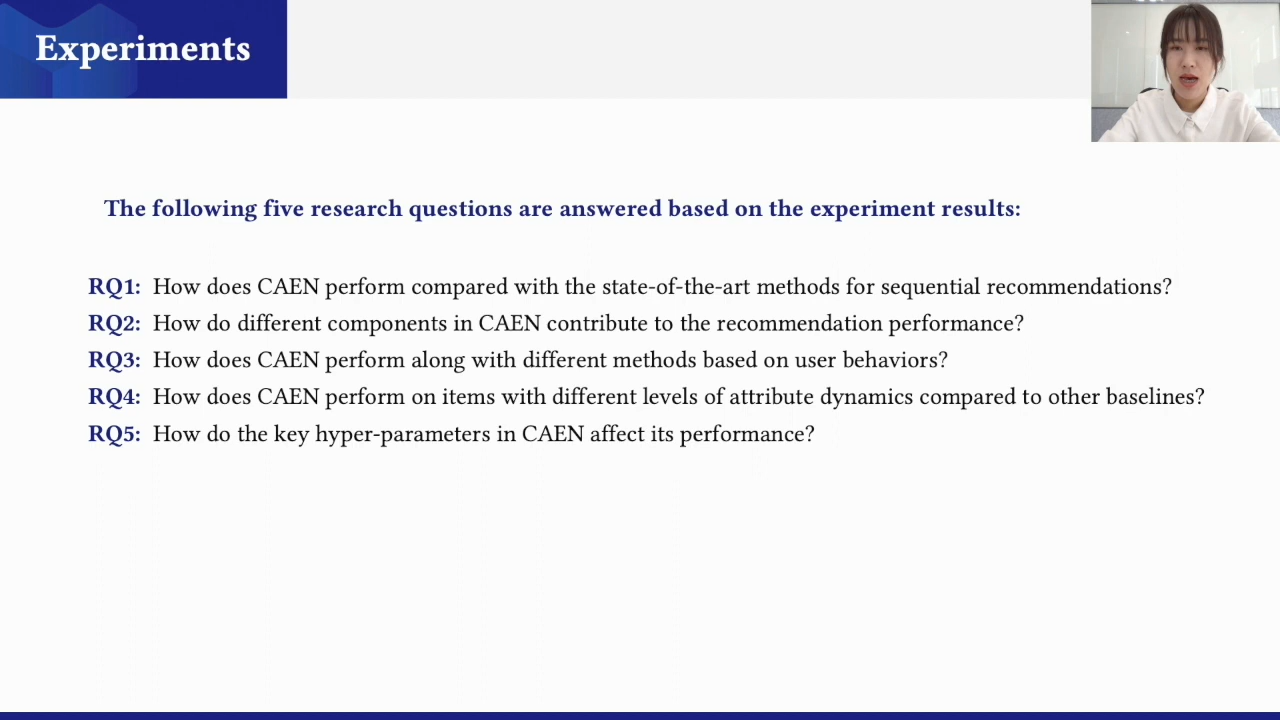 Experiments
The following five research questions are answered based on the experiment results:
RQ1: How does CAEN perform compared with the state-of-the-art methods for sequential recommendations?
RQ2: How do different components in CAEN contribute to the recommendation performance?
RQ3: How does CAEN perform along with different methods based on user behaviors?
RQ4: How does CAEN perform on items with different levels of attribute dynamics compared to other baselines?
RQ5: How do the key hyper-parameters in CAEN affect its performance?